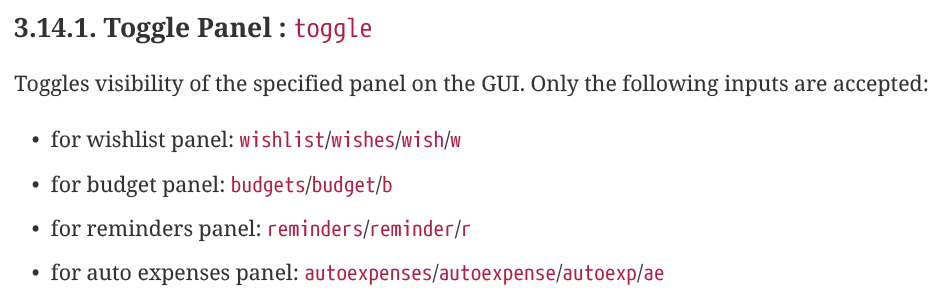 3.14.1. Toggle Panel : toggle
Toggles visibility of the specified panel on the GUI. Only the following inputs are accepted:
• for wishlist panel: wishlist/wishes/wish/w
• for budget panel: budgets/budget/b
• for reminders panel: reminders/reminder/r
• for auto expenses panel: autoexpenses/autoexpense/autoexp/ae